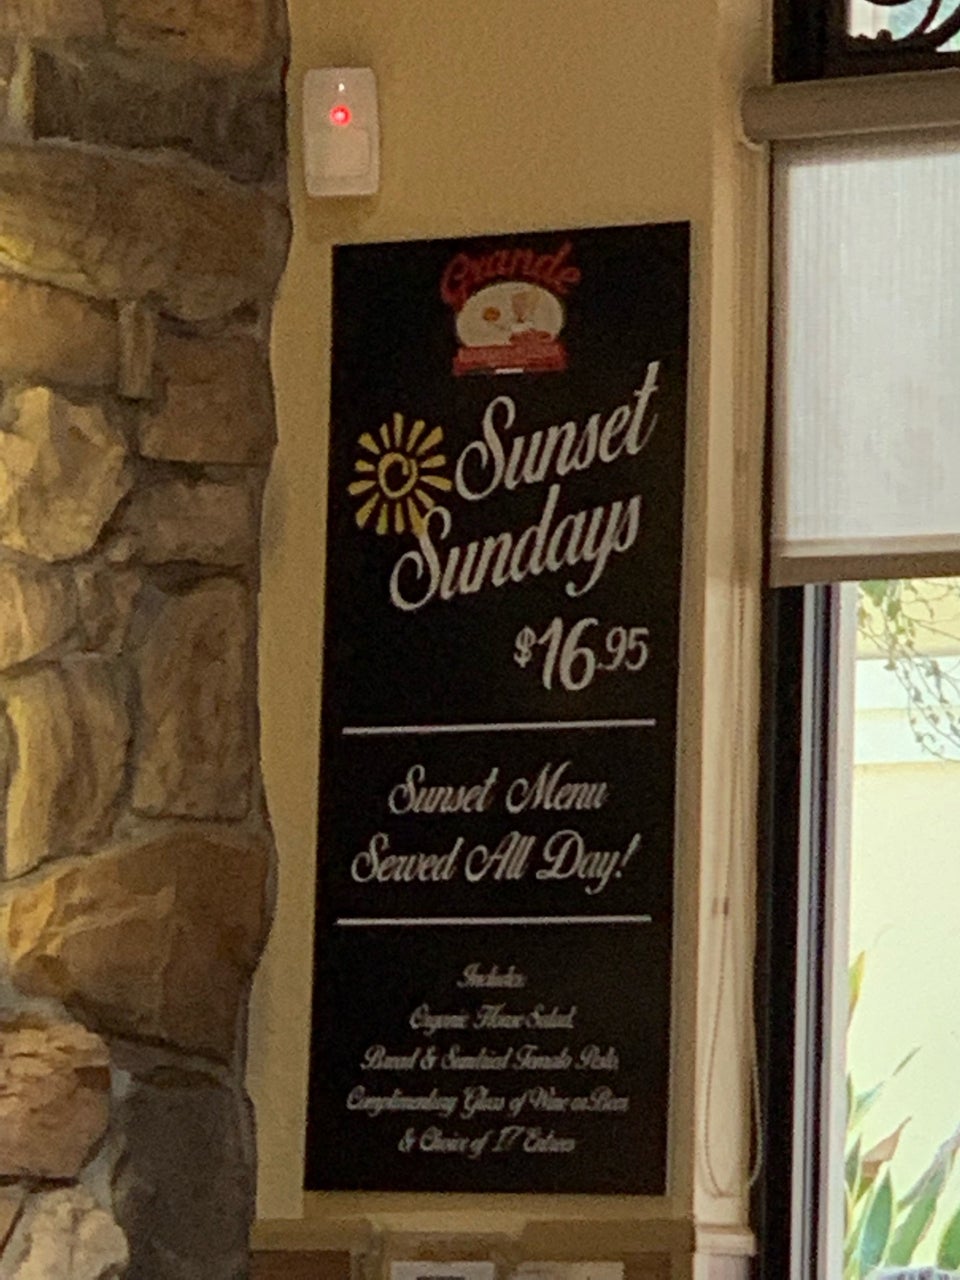 Grande
Sunset
Sundays
$16.95
Sunset Menu
Served All Day!
Includes:
Organic House Salad,
Bread & Sundried Tomato Pesto,
Complimentary Glass of Wine or Beer
& Choice of 17 Entrees